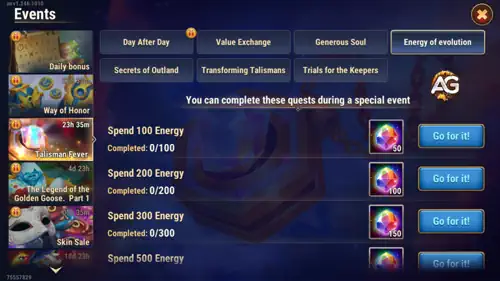 Events
Day After Day
Value Exchange
Generous Soul
Energy of evolution
Secrets of Outland
Transforming Talismans
Trials for the Keepers
AG
You can complete these quests during a special event
Daily bonus
Way of Honor
23h 35m
Talisman Fever
4d 23h
The Legend of the
Golden Goose. Part 1
Skin Sale
Spend 100 Energy
Completed: 0/100
50
Go for it!
Spend 200 Energy
Completed: 0/200
100
Go for it!
Spend 300 Energy
Completed: 0/300
150
Go for it!
Spend 500 Energy